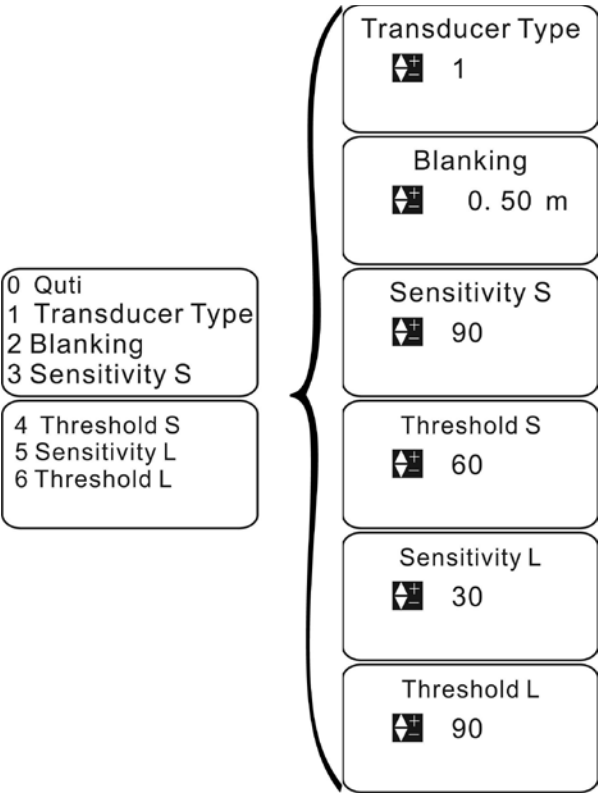 0 Quti
1 Transducer Type
2 Blanking
3 Sensitivity S
4 Threshold S
5 Sensitivity L
6 Threshold L
Transducer Type
1
Blanking
0. 50 m
Sensitivity S
90
Threshold S
60
Sensitivity L
30
Threshold L
90